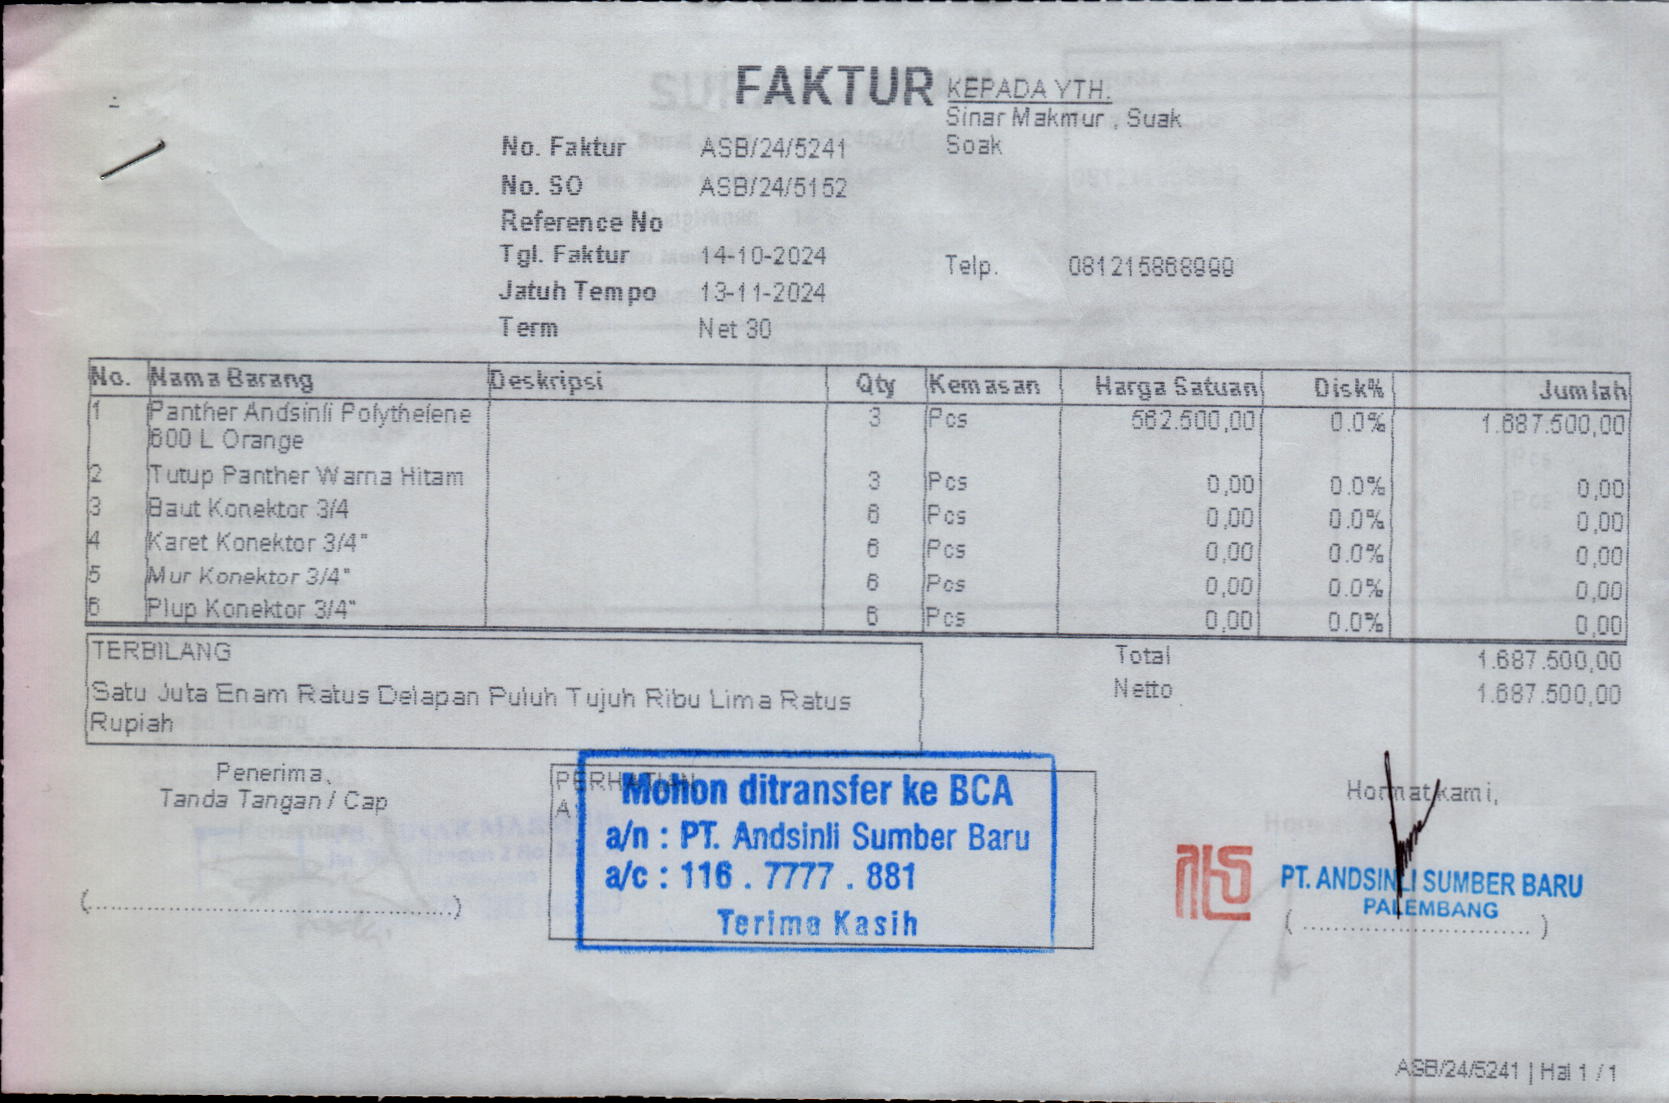 FAKTUR
KEPADA YTH.
Sinar Makmur , Suak
Soak
No. Faktur ASB/24/5241
No. SO ASB/24/5152
Reference No
Tgl. Faktur 14-10-2024
Jatuh Tempo 13-11-2024
Term Net 30
Telp. 081215868999
No. Nama Barang Deskripsi Qty Kemasan Harga Satuan Disk% Jumlah
1 Panther Andsinli Polythelene 3 Pcs 562.500,00 0.0% 1.687.500,00
600 L Orange
2 Tutup Panther Warna Hitam 3 Pcs 0,00 0.0% 0,00
3 Baut Konektor 3/4 6 Pcs 0,00 0.0% 0,00
4 Karet Konektor 3/4" 6 Pcs 0,00 0.0% 0,00
5 Mur Konektor 3/4" 6 Pcs 0,00 0.0% 0,00
6 Plup Konektor 3/4" 6 Pcs 0,00 0.0% 0,00
TERBILANG
Satu Juta Enam Ratus Delapan Puluh Tujuh Ribu Lima Ratus
Rupiah
Total 1.687.500,00
Netto 1.687.500,00
Penerima,
Tanda Tangan / Cap
(........................................)
PERHATIAN
Mohon ditransfer ke BCA
a/n : PT. Andsinli Sumber Baru
a/c : 116 . 7777 . 881
Terima Kasih
Hormat kami,
PT. ANDSINLI SUMBER BARU
PALEMBANG
( ............................ )
ASB/24/5241 | Hal 1 / 1